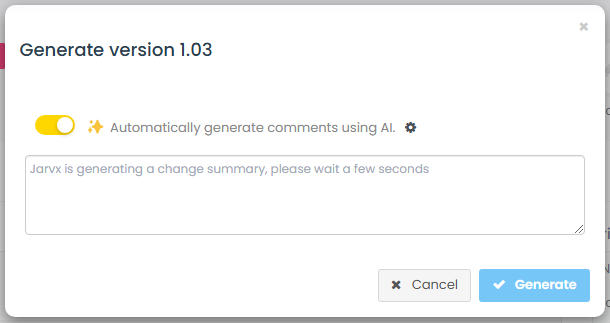 Generate version 1.03
Automatically generate comments using AI.
Jarvx is generating a change summary, please wait a few seconds
Cancel
Generate